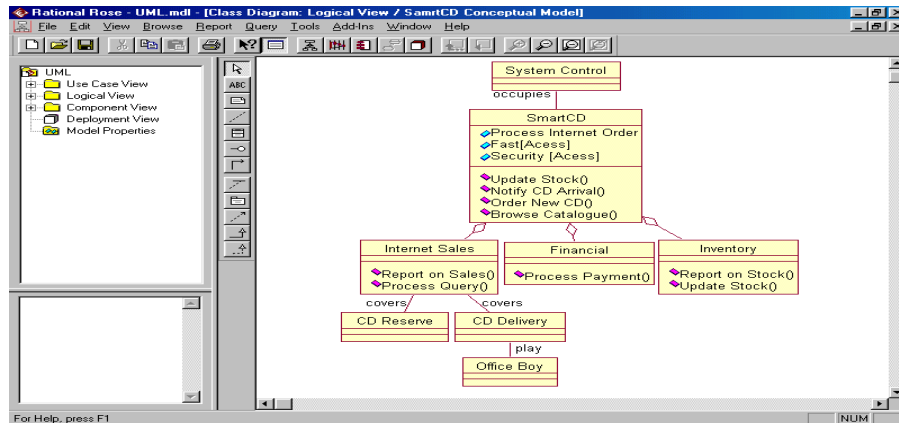 Rational Rose - UML.mdl - [Class Diagram: Logical View / SamrtCD Conceptual Model]
File Edit View Browse Report Query Tools Add-Ins Window Help
UML
Use Case View
Logical View
Component View
Deployment View
Model Properties
ABC
System Control
occupies
SmartCD
Process Internet Order
Fast[Acess]
Security [Acess]
Update Stock()
Notify CD Arrival()
Order New CD()
Browse Catalogue()
Internet Sales
Report on Sales()
Process Query()
Financial
Process Payment()
Inventory
Report on Stock()
Update Stock()
covers
covers
CD Reserve
CD Delivery
play
Office Boy
For Help, press F1
NUM